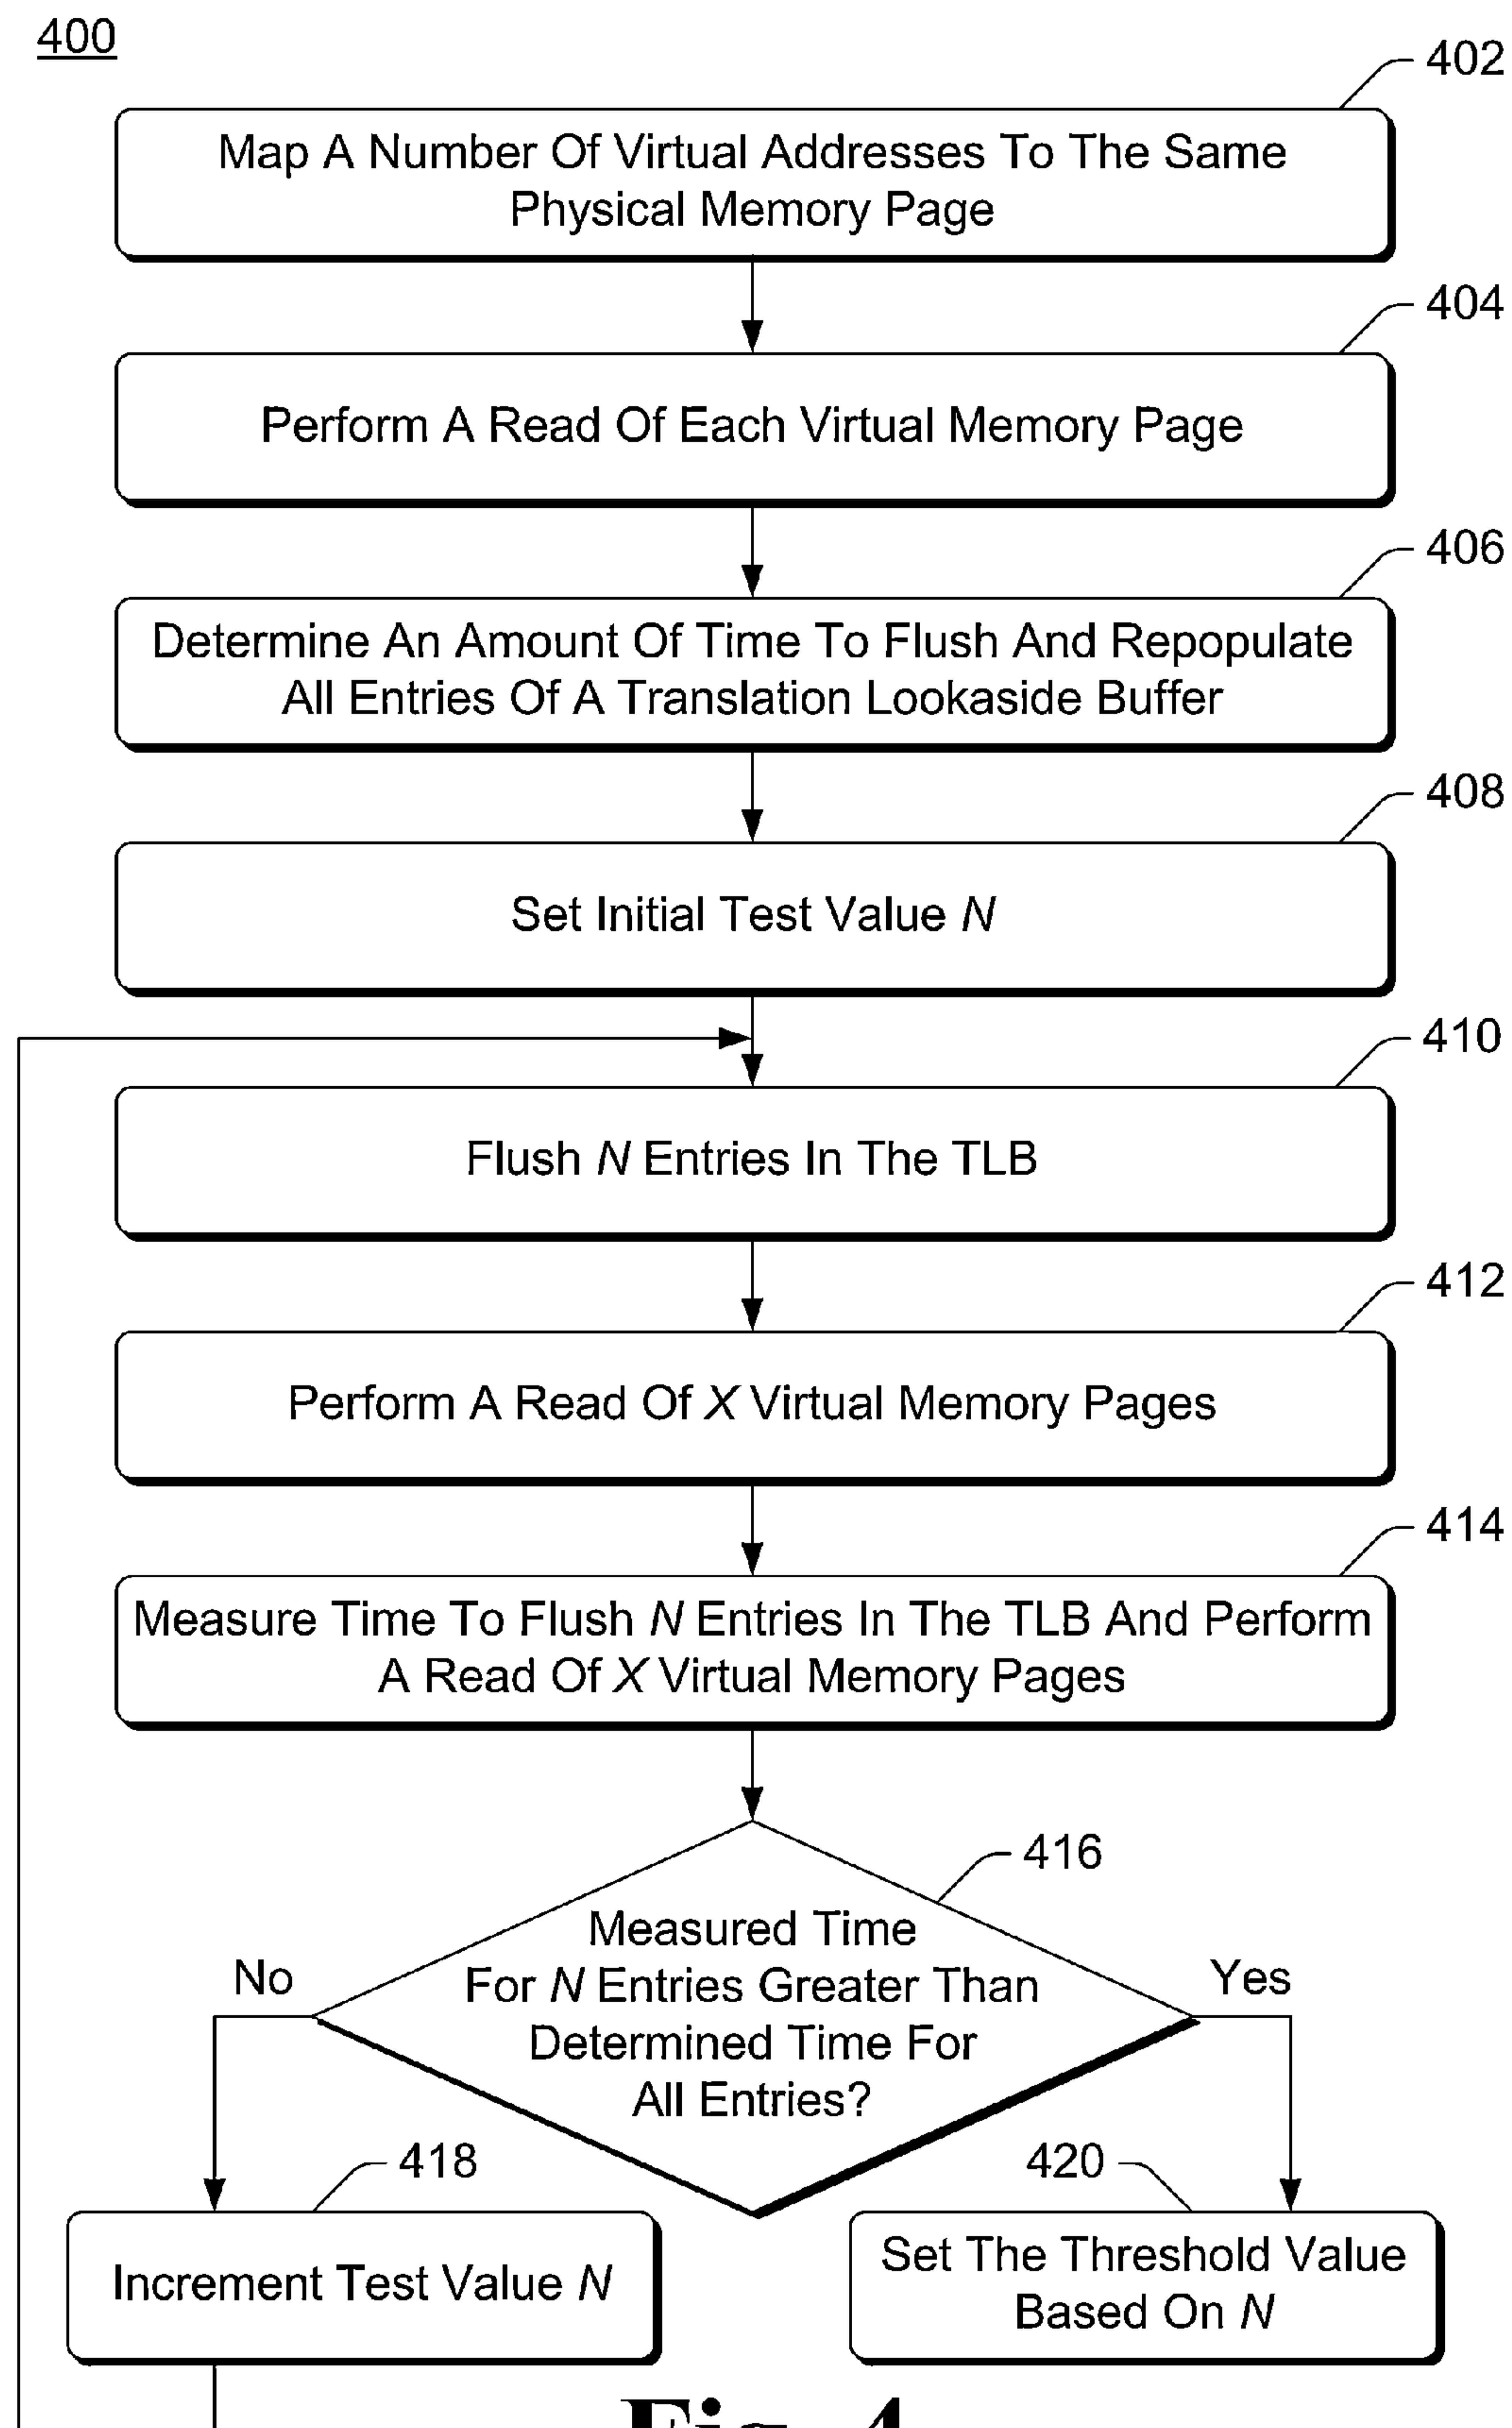 400
402
Map A Number Of Virtual Addresses To The Same
Physical Memory Page
404
Perform A Read Of Each Virtual Memory Page
406
Determine An Amount Of Time To Flush And Repopulate
All Entries Of A Translation Lookaside Buffer
408
Set Initial Test Value N
410
Flush N Entries In The TLB
412
Perform A Read Of X Virtual Memory Pages
414
Measure Time To Flush N Entries In The TLB And Perform
A Read Of X Virtual Memory Pages
416
Measured Time
For N Entries Greater Than
Determined Time For
All Entries?
No
Yes
418
Increment Test Value N
420
Set The Threshold Value
Based On N
Fig. 4